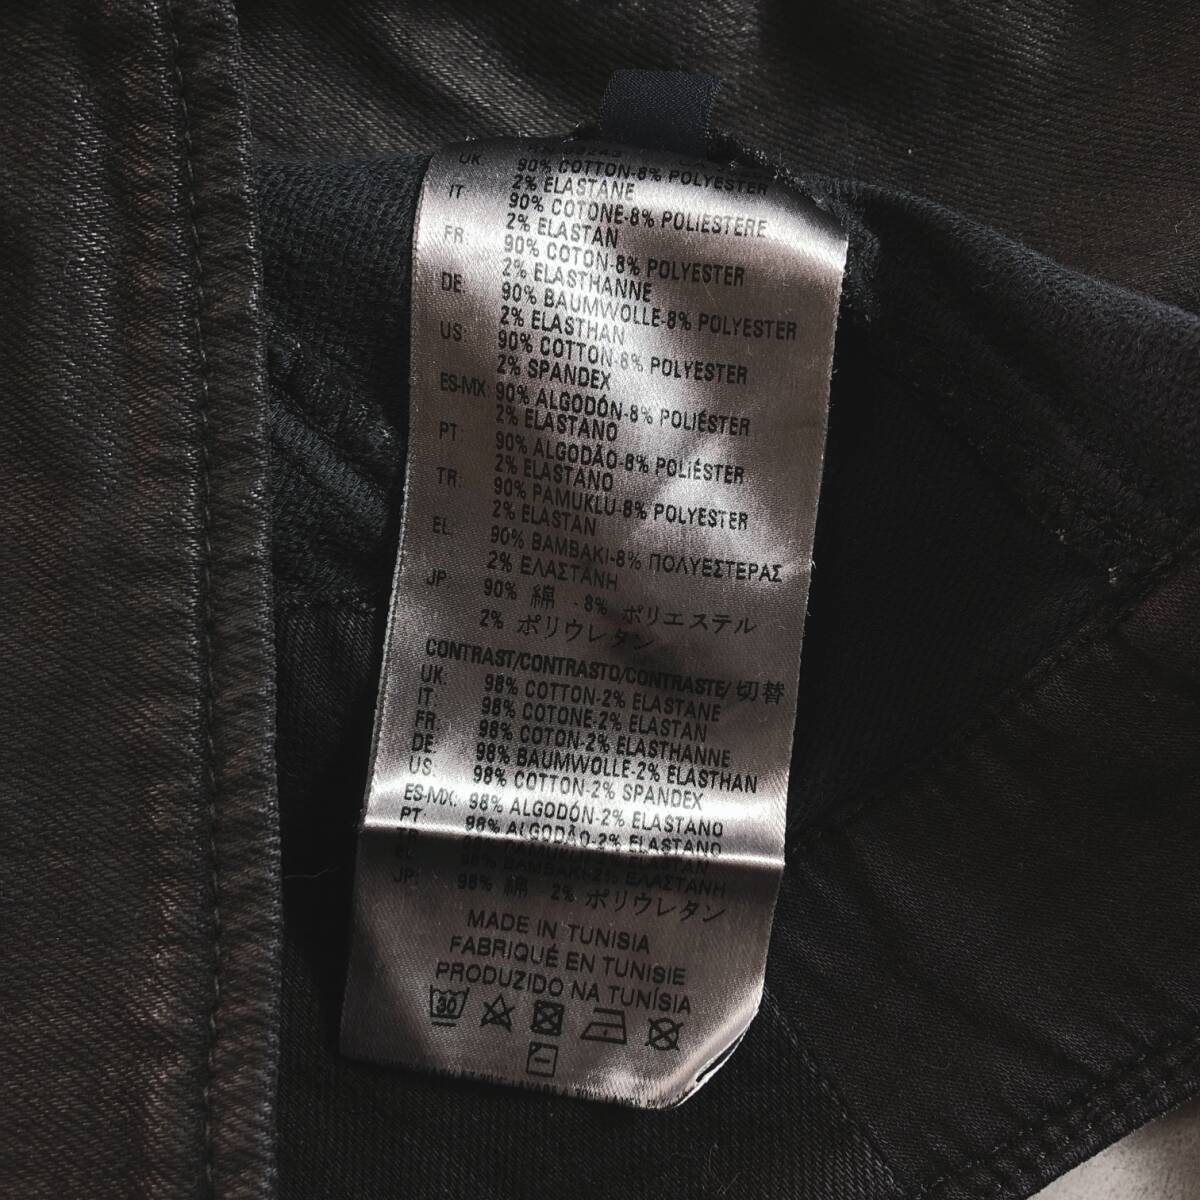 UK: 90% COTTON-8% POLYESTER
2% ELASTANE
IT: 90% COTONE-8% POLIESTERE
2% ELASTAN
FR: 90% COTON-8% POLYESTER
2% ELASTHANNE
DE: 90% BAUMWOLLE-8% POLYESTER
2% ELASTHAN
US: 90% COTTON-8% POLYESTER
2% SPANDEX
ES-MX: 90% ALGODÓN-8% POLIÉSTER
2% ELASTANO
PT: 90% ALGODÃO-8% POLIÉSTER
2% ELASTANO
TR: 90% PAMUKLU-8% POLYESTER
2% ELASTAN
EL: 90% BAMBAKI-8% ΠΟΛΥΕΣΤΕΡΑΣ
2% ΕΛΑΣΤΑΝΗ
JP: 90% 綿 -8% ポリエステル
2% ポリウレタン
CONTRAST/CONTRASTO/CONTRASTE/切替
UK: 98% COTTON-2% ELASTANE
IT: 98% COTONE-2% ELASTAN
FR: 98% COTON-2% ELASTHANNE
DE: 98% BAUMWOLLE-2% ELASTHAN
US: 98% COTTON-2% SPANDEX
ES-MX: 98% ALGODÓN-2% ELASTANO
PT: 98% ALGODÃO-2% ELASTANO
98% BAMBAKI-2% ΕΛΑΣΤΑΝΗ
JP: 98% 綿 2% ポリウレタン
MADE IN TUNISIA
FABRIQUÉ EN TUNISIE
PRODUZIDO NA TUNÍSIA
30